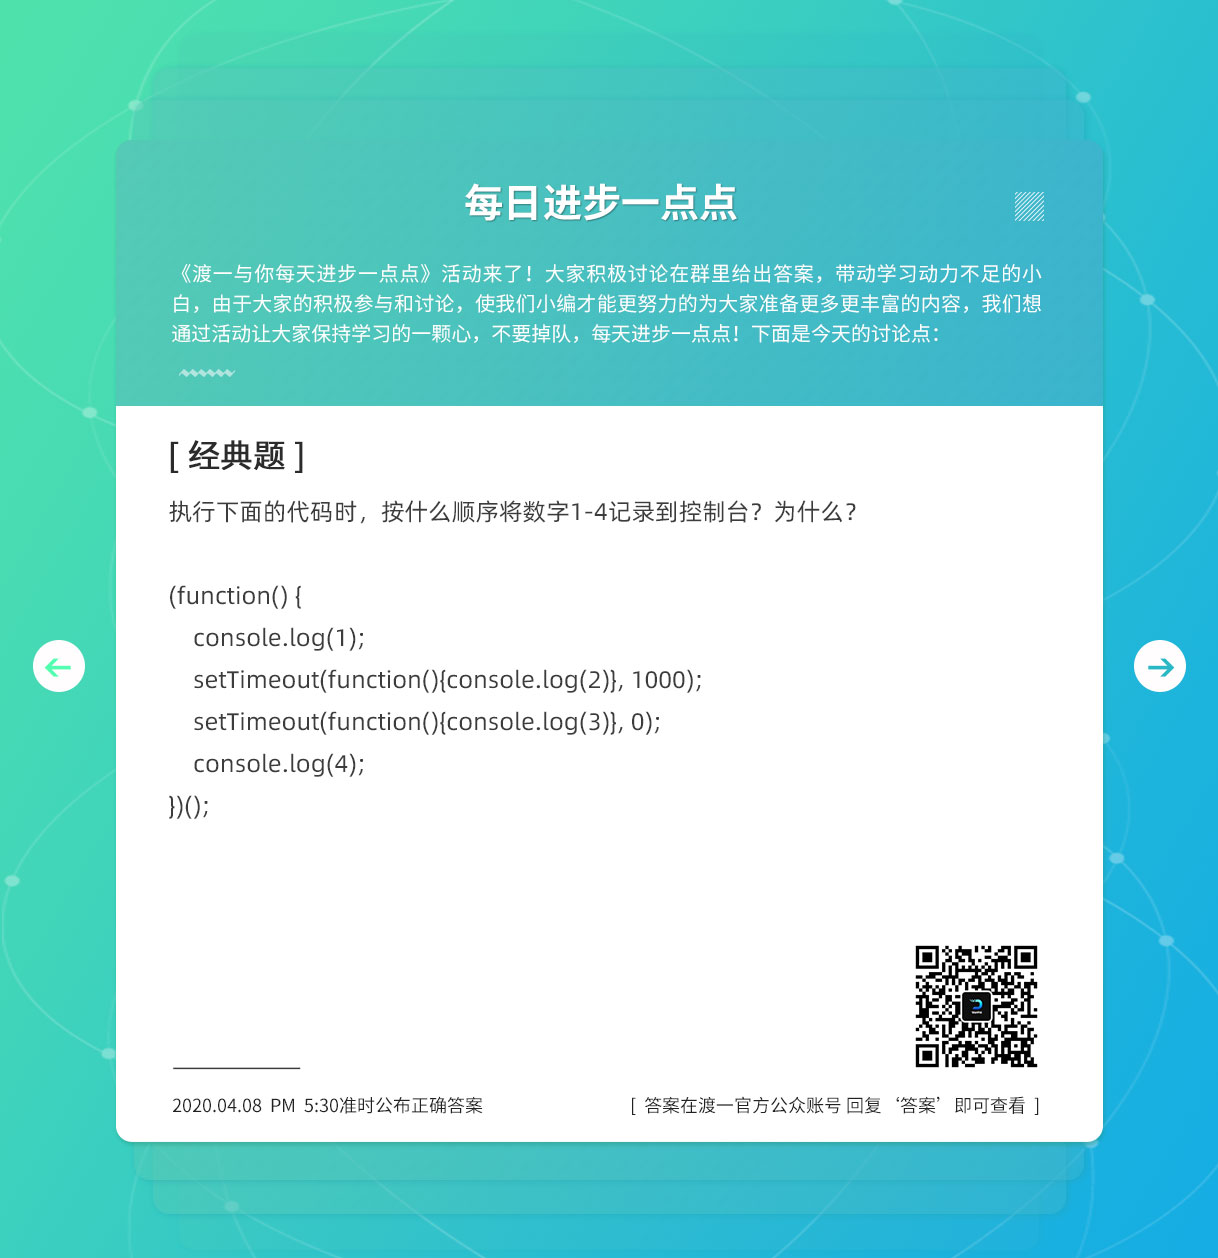 每日进步一点点
《渡一与你每天进步一点点》活动来了！大家积极讨论在群里给出答案，带动学习动力不足的小
白，由于大家的积极参与和讨论，使我们小编才能更努力的为大家准备更多更丰富的内容，我们想
通过活动让大家保持学习的一颗心，不要掉队，每天进步一点点！下面是今天的讨论点：
[ 经典题 ]
执行下面的代码时，按什么顺序将数字1-4记录到控制台？为什么？
(function() {
    console.log(1);
    setTimeout(function(){console.log(2)}, 1000);
    setTimeout(function(){console.log(3)}, 0);
    console.log(4);
})();
2020.04.08 PM 5:30准时公布正确答案
[ 答案在渡一官方公众账号 回复‘答案’即可查看 ]